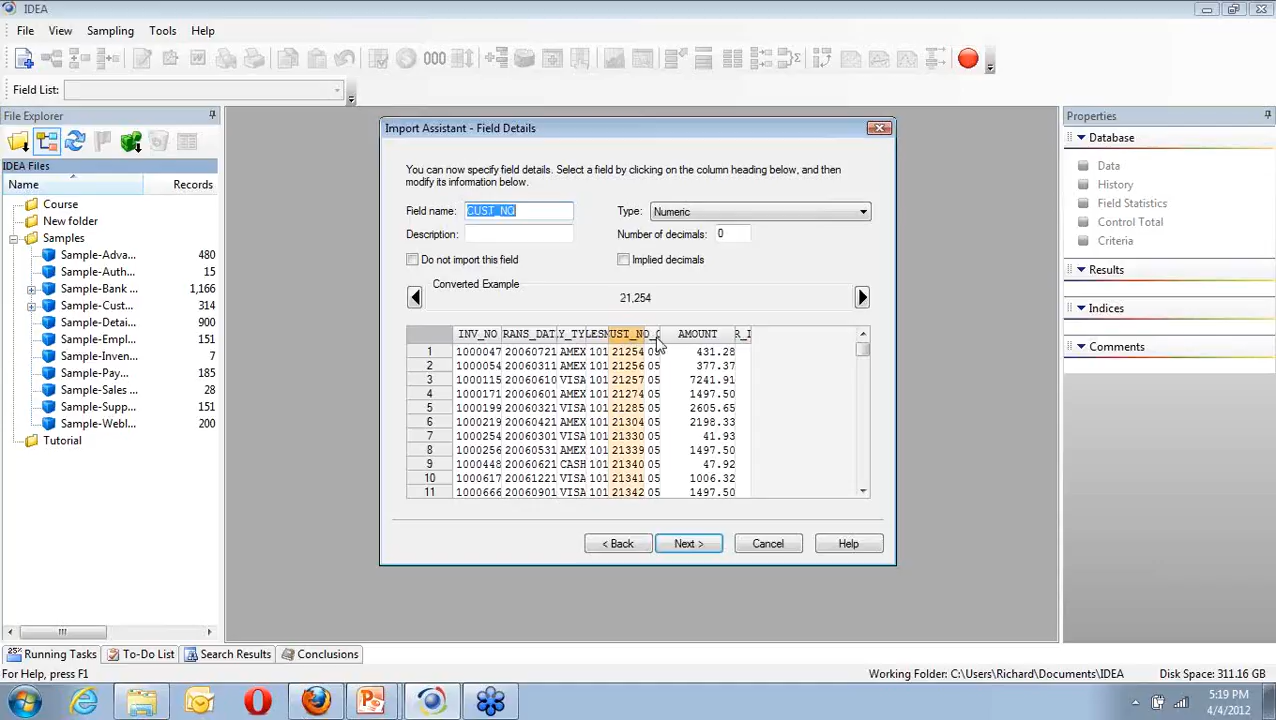 IDEA
File View Sampling Tools Help
000
Field List:
File Explorer
IDEA Files
Name Records
Course
New folder
Samples
Sample-Adva... 480
Sample-Auth... 15
Sample-Bank ... 1,166
Sample-Cust... 314
Sample-Detai... 900
Sample-Empl... 151
Sample-Inven... 7
Sample-Pay... 347
Sample-Sales ... 28
Sample-Supp... 151
Sample-Webl... 200
Tutorial
Import Assistant - Field Details
You can now specify field details. Select a field by clicking on the column heading below, and then
modify its information below.
Field name: CUST_NO Type: Numeric
Description: Number of decimals: 0
Do not import this field Implied decimals
Converted Example
21,254
INV_NO RANS_DAT Y_TY LESN UST_NO AMOUNT R_I
1 1000047 20060721 AMEX 101 21254 05 431.28
2 1000054 20060311 AMEX 101 21256 05 377.37
3 1000115 20060610 VISA 101 21257 05 7241.91
4 1000171 20060601 AMEX 101 21274 05 1497.50
5 1000199 20060321 VISA 101 21285 05 2605.65
6 1000219 20060421 AMEX 101 21304 05 2198.33
7 1000254 20060301 VISA 101 21330 05 41.93
8 1000256 20060531 AMEX 101 21339 05 1497.50
9 1000448 20060621 CASH 101 21340 05 47.92
10 1000617 20061221 VISA 101 21341 05 1006.32
11 1000666 20060901 VISA 101 21342 05 1497.50
< Back Next > Cancel Help
Properties
Database
Data
History
Field Statistics
Control Total
Criteria
Results
Indices
Comments
Running Tasks To-Do List Search Results Conclusions
For Help, press F1 Working Folder: C:\Users\Richard\Documents\IDEA Disk Space: 311.16 GB
5:19 PM
4/4/2012